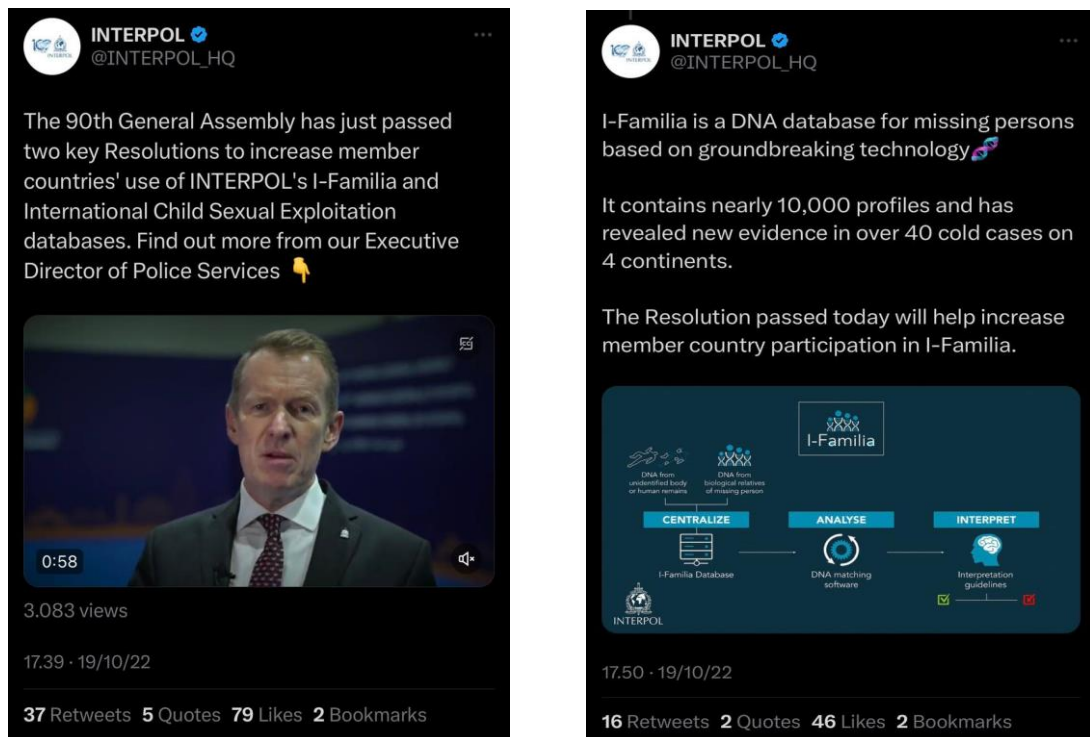 INTERPOL
@INTERPOL_HQ
The 90th General Assembly has just passed
two key Resolutions to increase member
countries' use of INTERPOL's I-Familia and
International Child Sexual Exploitation
databases. Find out more from our Executive
Director of Police Services 👇
0:58
3.083 views
17.39 · 19/10/22
37 Retweets 5 Quotes 79 Likes 2 Bookmarks
INTERPOL
@INTERPOL_HQ
I-Familia is a DNA database for missing persons
based on groundbreaking technology🧬
It contains nearly 10,000 profiles and has
revealed new evidence in over 40 cold cases on
4 continents.
The Resolution passed today will help increase
member country participation in I-Familia.
I-Familia
DNA from
unidentified body
or human remains
DNA from
biological relatives
of missing person
CENTRALIZE
ANALYSE
INTERPRET
I-Familia Database
DNA matching
software
Interpretation
guidelines
INTERPOL
17.50 · 19/10/22
16 Retweets 2 Quotes 46 Likes 2 Bookmarks